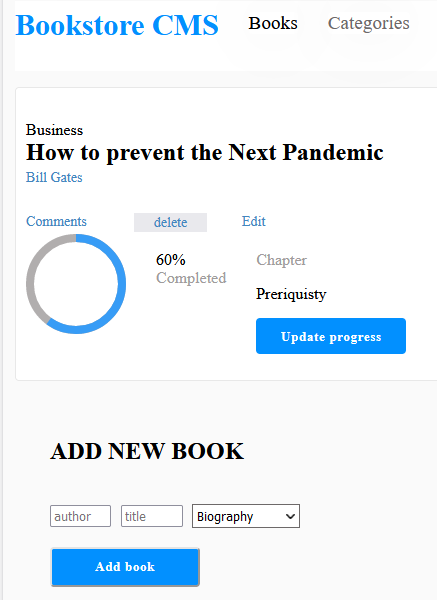 Bookstore CMS Books Categories
Business
How to prevent the Next Pandemic
Bill Gates
Comments delete Edit
60%
Completed
Chapter
Preriquisty
Update progress
ADD NEW BOOK
author title Biography
Add book